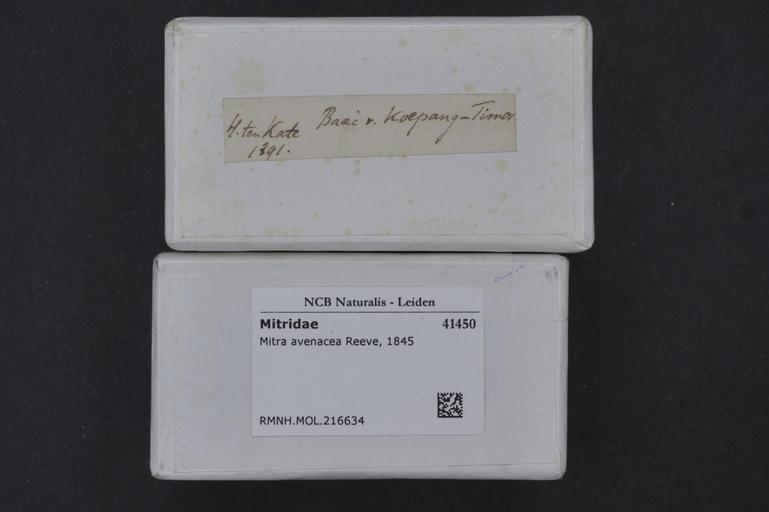 H. ten Kate Baai v. Koepang-Timor.
1891.
NCB Naturalis - Leiden
Mitridae 41450
Mitra avenacea Reeve, 1845
RMNH.MOL.216634